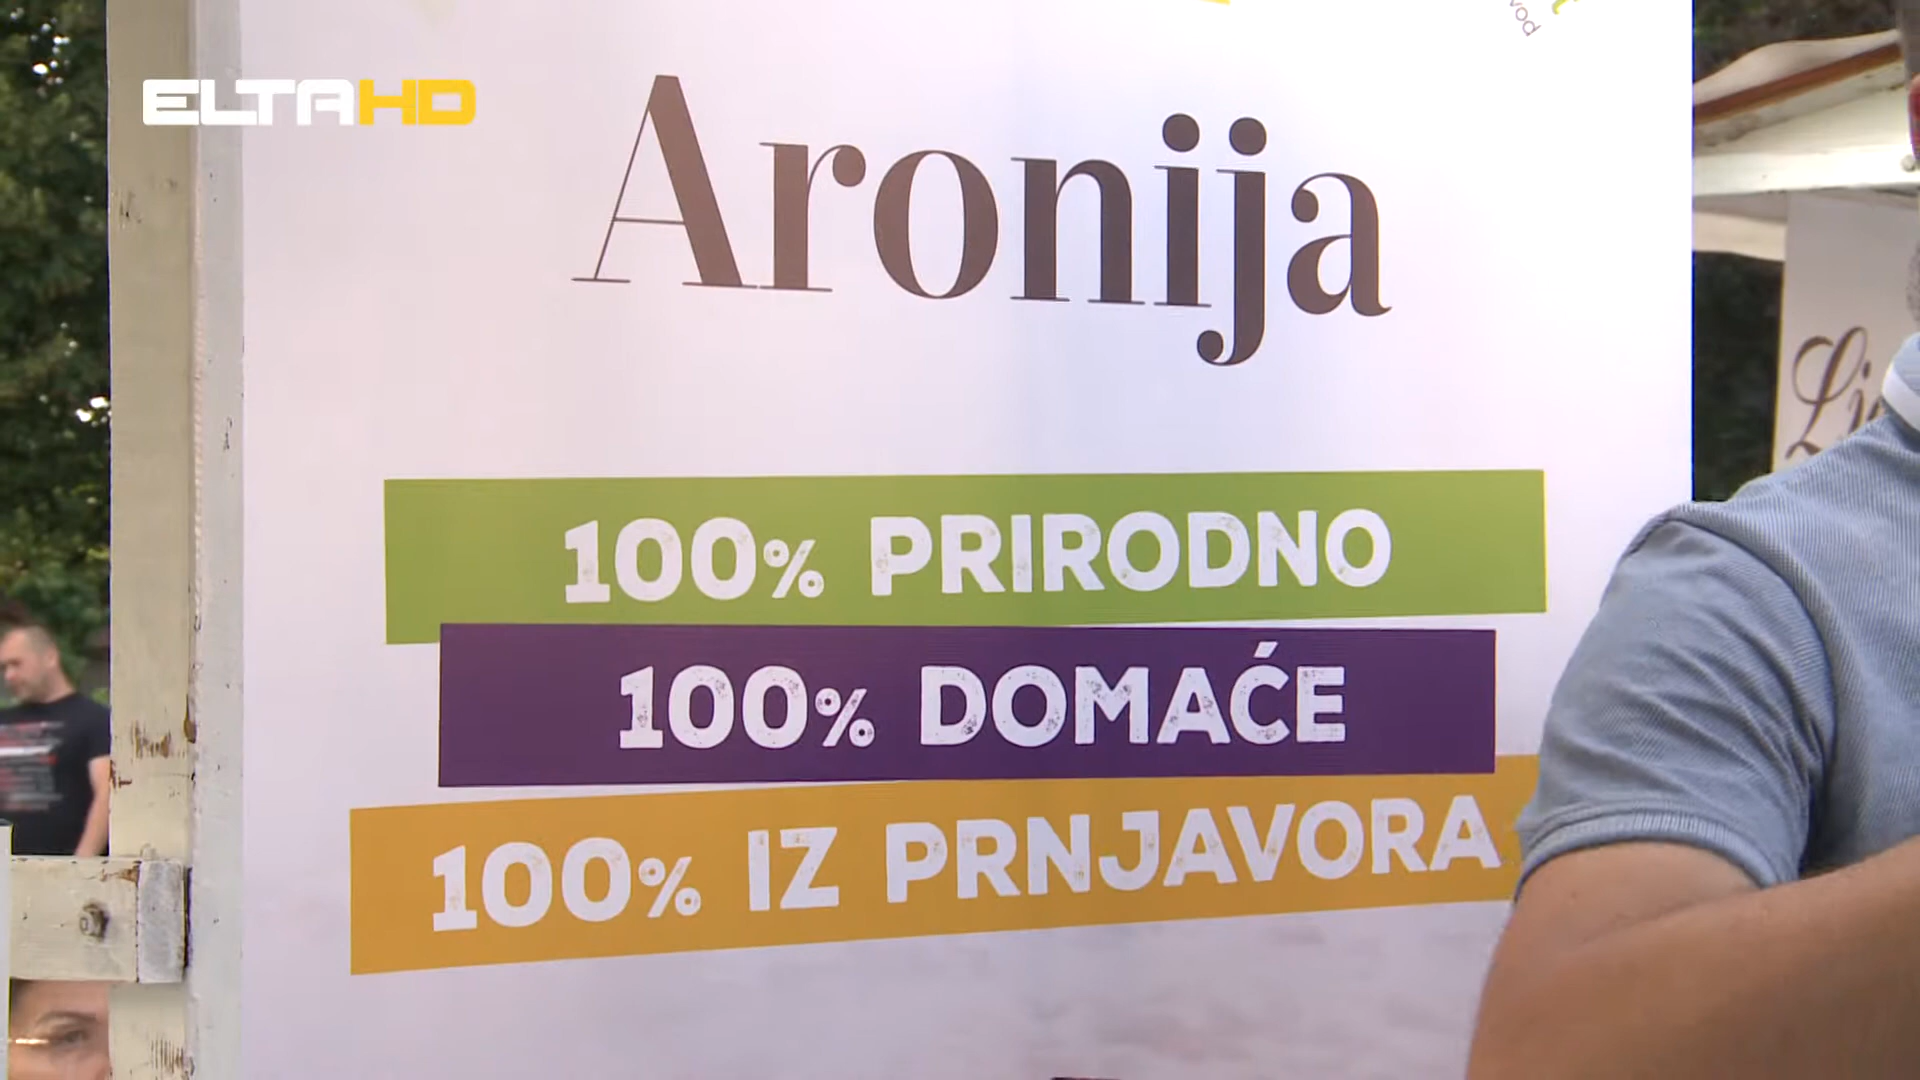 ELTAHD
Aronija
100% PRIRODNO
100% DOMAĆE
100% IZ PRNJAVORA